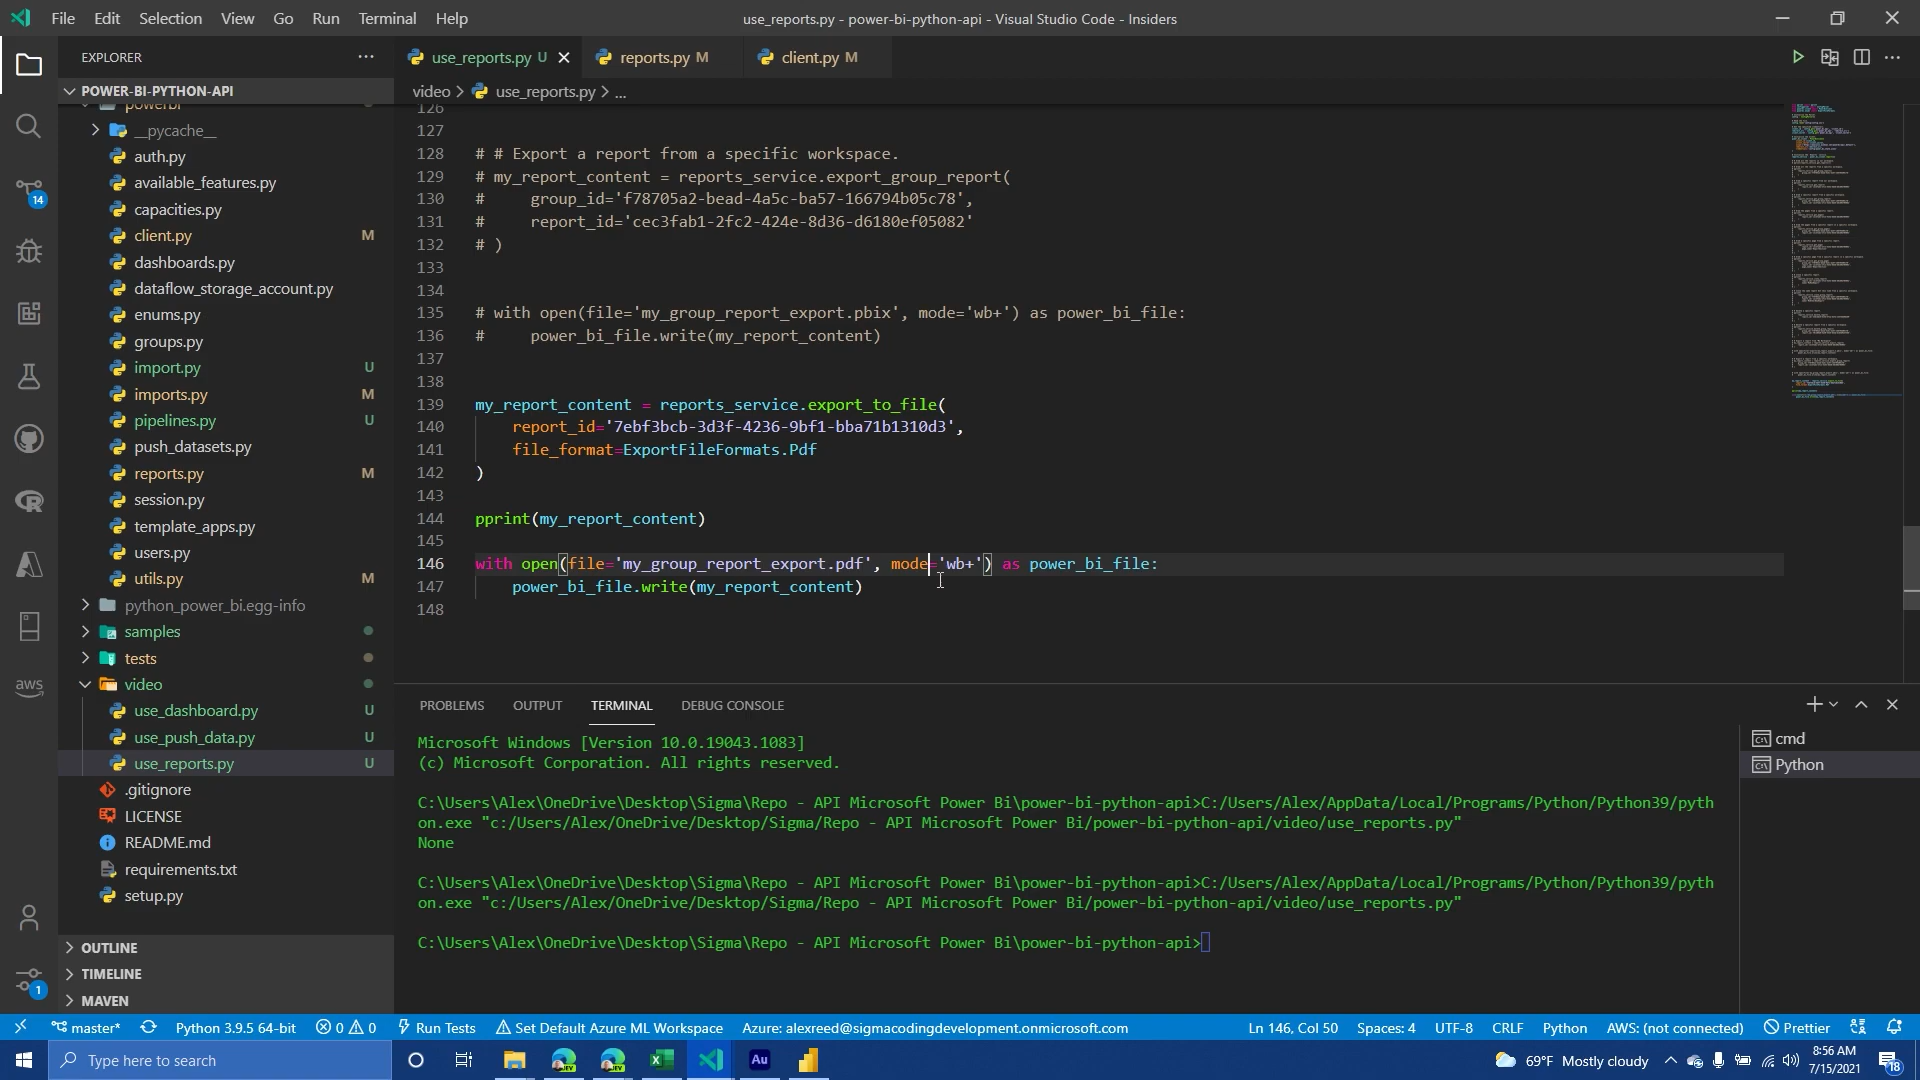 File Edit Selection View Go Run Terminal Help
use_reports.py - power-bi-python-api - Visual Studio Code - Insiders
EXPLORER
POWER-BI-PYTHON-API
powerbi
__pycache__
auth.py
available_features.py
capacities.py
client.py M
dashboards.py
dataflow_storage_account.py
enums.py
groups.py
import.py U
imports.py M
pipelines.py U
push_datasets.py
reports.py M
session.py
template_apps.py
users.py
utils.py M
python_power_bi.egg-info
samples
tests
video
use_dashboard.py U
use_push_data.py U
use_reports.py U
.gitignore
LICENSE
README.md
requirements.txt
setup.py
OUTLINE
TIMELINE
MAVEN
14
1
aws
use_reports.py U
reports.py M
client.py M
video > use_reports.py > ...
126
127
128 # # Export a report from a specific workspace.
129 # my_report_content = reports_service.export_group_report(
130 #     group_id='f78705a2-bead-4a5c-ba57-166794b05c78',
131 #     report_id='cec3fab1-2fc2-424e-8d36-d6180ef05082'
132 # )
133
134
135 # with open(file='my_group_report_export.pbix', mode='wb+') as power_bi_file:
136 #     power_bi_file.write(my_report_content)
137
138
139 my_report_content = reports_service.export_to_file(
140     report_id='7ebf3bcb-3d3f-4236-9bf1-bba71b1310d3',
141     file_format=ExportFileFormats.Pdf
142 )
143
144 pprint(my_report_content)
145
146 with open(file='my_group_report_export.pdf', mode='wb+') as power_bi_file:
147     power_bi_file.write(my_report_content)
148
PROBLEMS OUTPUT TERMINAL DEBUG CONSOLE
cmd
Python
Microsoft Windows [Version 10.0.19043.1083]
(c) Microsoft Corporation. All rights reserved.
C:\Users\Alex\OneDrive\Desktop\Sigma\Repo - API Microsoft Power Bi\power-bi-python-api>C:/Users/Alex/AppData/Local/Programs/Python/Python39/pyth
on.exe "c:/Users/Alex/OneDrive/Desktop/Sigma/Repo - API Microsoft Power Bi/power-bi-python-api/video/use_reports.py"
None
C:\Users\Alex\OneDrive\Desktop\Sigma\Repo - API Microsoft Power Bi\power-bi-python-api>C:/Users/Alex/AppData/Local/Programs/Python/Python39/pyth
on.exe "c:/Users/Alex/OneDrive/Desktop/Sigma/Repo - API Microsoft Power Bi/power-bi-python-api/video/use_reports.py"
C:\Users\Alex\OneDrive\Desktop\Sigma\Repo - API Microsoft Power Bi\power-bi-python-api>
master* Python 3.9.5 64-bit 0 0 Run Tests Set Default Azure ML Workspace Azure: alexreed@sigmacodingdevelopment.onmicrosoft.com Ln 146, Col 50 Spaces: 4 UTF-8 CRLF Python AWS: (not connected) Prettier
Type here to search
Au
69°F Mostly cloudy
8:56 AM
7/15/2021
18